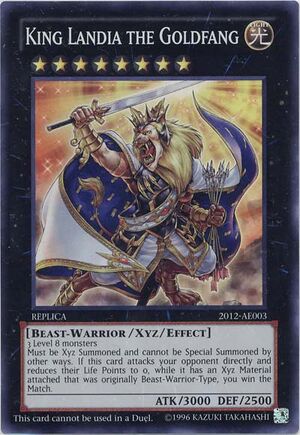 KING LANDIA THE GOLDFANG
LIGHT
光
REPLICA
2012-AE003
[BEAST-WARRIOR /XYZ/EFFECT]
3 Level 8 monsters
Must be Xyz Summoned and cannot be Special Summoned by
other ways. If this card attacks your opponent directly and
reduces their Life Points to 0, while it has an Xyz Material
attached that was originally Beast-Warrior-Type, you win the
Match.
ATK/3000 DEF/2500
This card cannot be used in a Duel.
©1996 KAZUKI TAKAHASHI